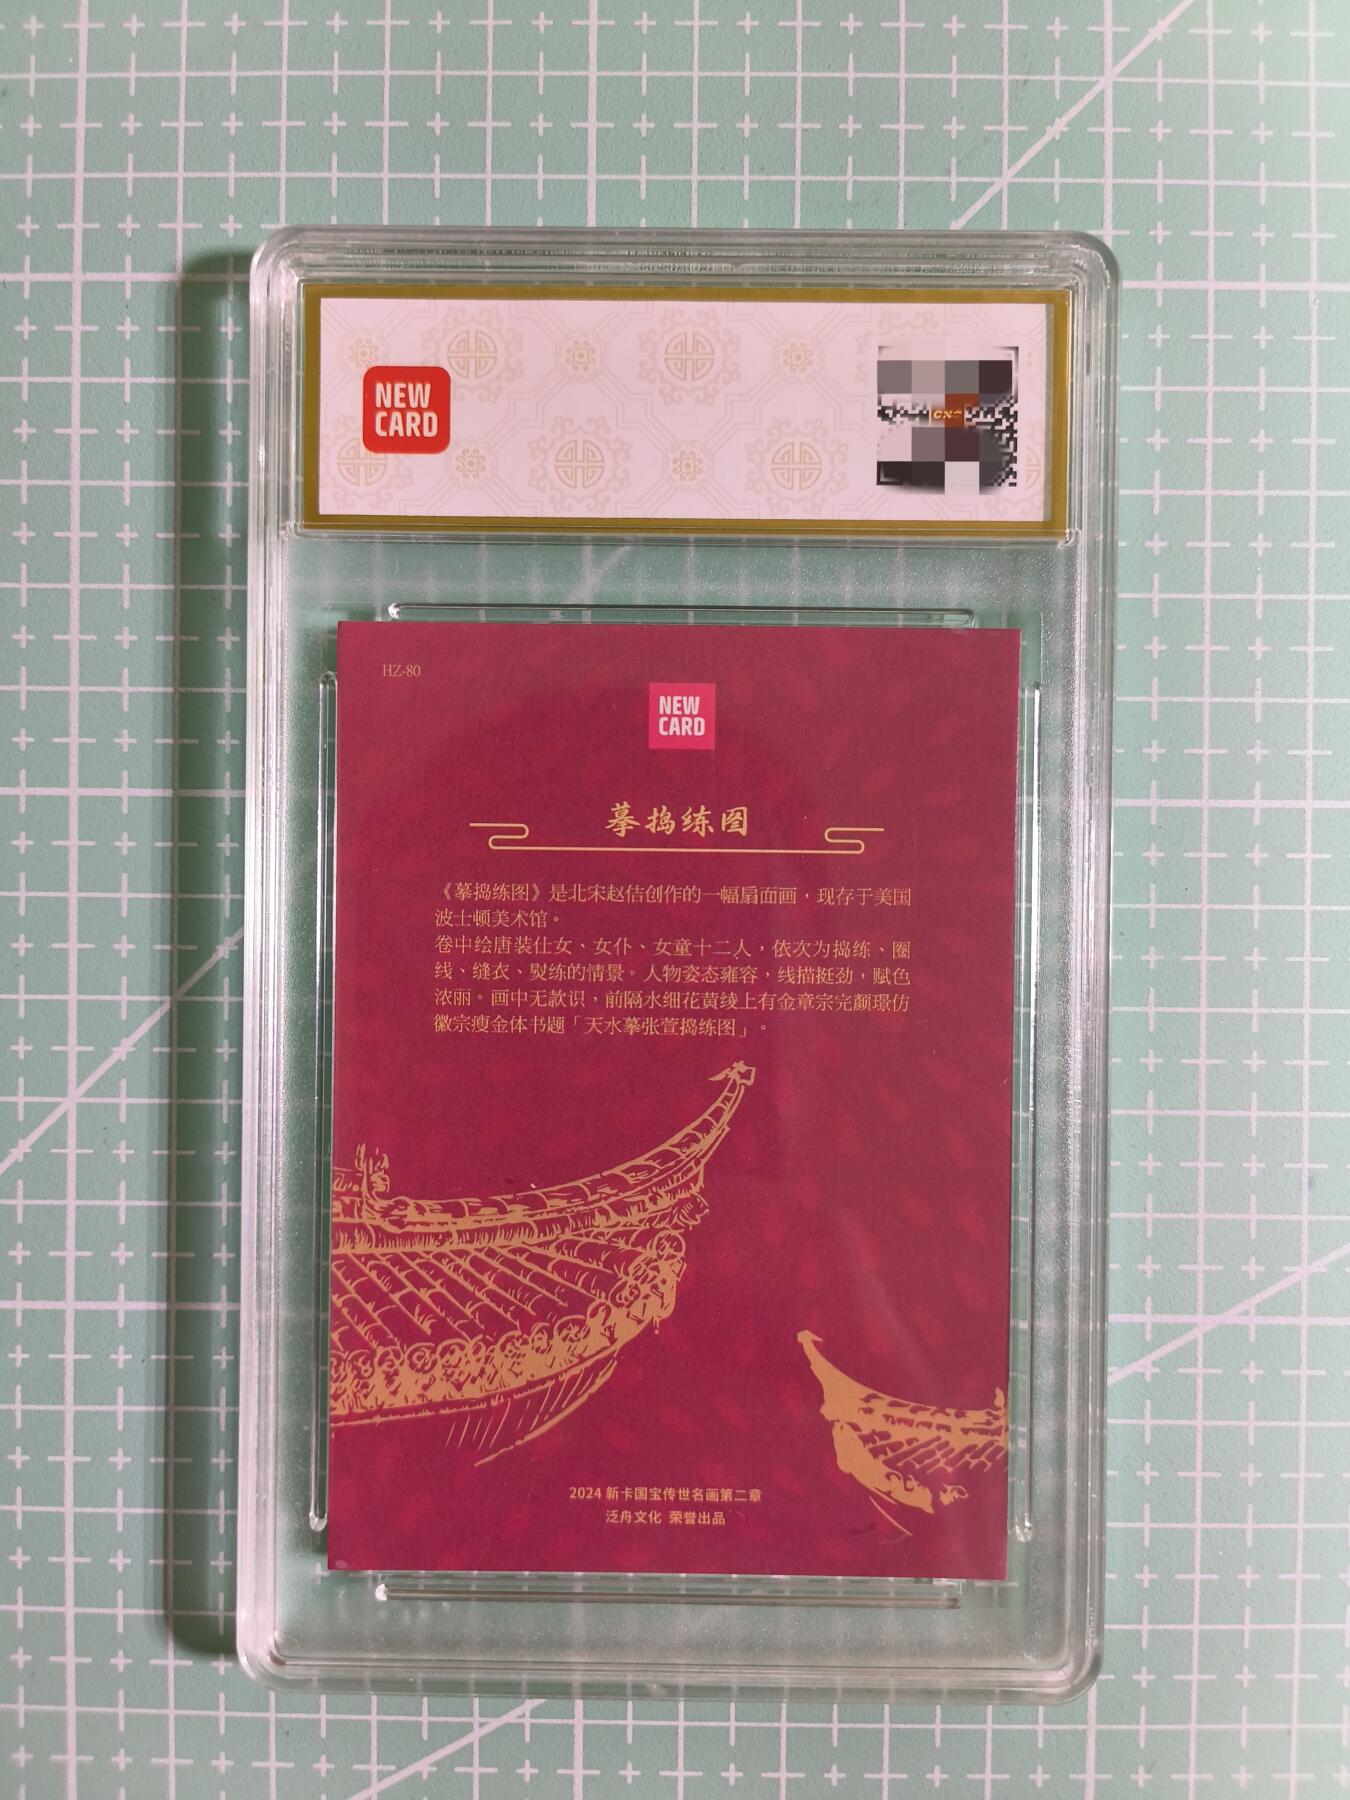 NEW
CARD
CXC
HZ-80
NEW
CARD
摹捣练图
《摹捣练图》是北宋赵佶创作的一幅扇面画，现存于美国
波士顿美术馆。
卷中绘唐装仕女、女仆、女童十二人，依次为捣练、圈
线、缝衣、熨练的情景。人物姿态雍容，线描挺劲，赋色
浓丽。画中无款识，前隔水细花黄绫上有金章宗完颜璟仿
徽宗瘦金体书题「天水摹张萱捣练图」。
2024 新卡国宝传世名画第二章
泛舟文化 荣誉出品